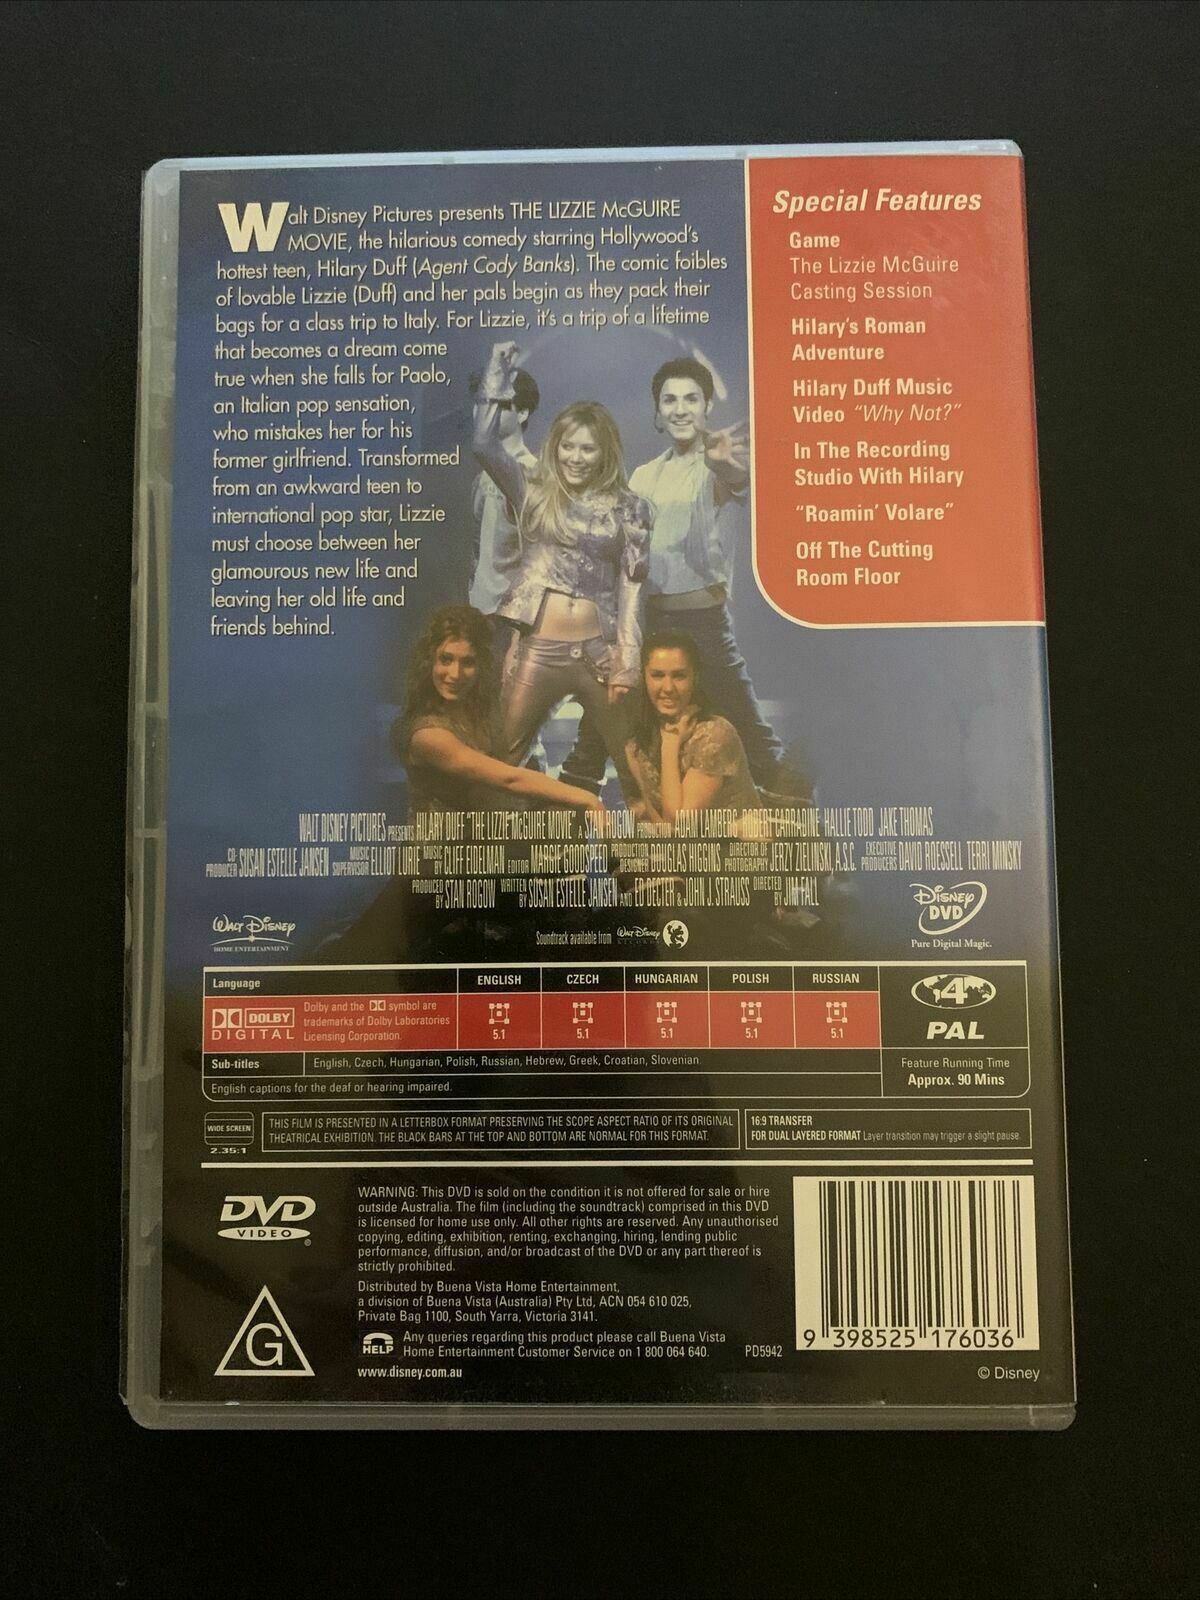 Walt Disney Pictures presents THE LIZZIE McGUIRE
MOVIE, the hilarious comedy starring Hollywood's
hottest teen, Hilary Duff (Agent Cody Banks). The comic foibles
of lovable Lizzie (Duff) and her pals begin as they pack their
bags for a class trip to Italy. For Lizzie, it's a trip of a lifetime
that becomes a dream come
true when she falls for Paolo,
an Italian pop sensation,
who mistakes her for his
former girlfriend. Transformed
from an awkward teen to
international pop star, Lizzie
must choose between her
glamourous new life and
leaving her old life and
friends behind.
Special Features
Game
The Lizzie McGuire
Casting Session
Hilary's Roman
Adventure
Hilary Duff Music
Video "Why Not?"
In The Recording
Studio With Hilary
"Roamin' Volare"
Off The Cutting
Room Floor
WALT DISNEY PICTURES PRESENTS HILARY DUFF "THE LIZZIE McGUIRE MOVIE" A STAN ROGOW PRODUCTION ADAM LAMBERG ROBERT CARRADINE HALLIE TODD JAKE THOMAS
CO-PRODUCER SUSAN ESTELLE JANSEN MUSIC SUPERVISOR ELLIOT LURIE MUSIC BY CLIFF EIDELMAN EDITOR MARGIE GOODSPEED PRODUCTION DESIGNER DOUGLAS HIGGINS DIRECTOR OF PHOTOGRAPHY JERZY ZIELINSKI, A.S.C. EXECUTIVE PRODUCERS DAVID ROESSELL TERRI MINSKY
PRODUCED BY STAN ROGOW WRITTEN BY SUSAN ESTELLE JANSEN AND ED DECTER & JOHN J. STRAUSS DIRECTED BY JIM FALL
WALT DISNEY
HOME ENTERTAINMENT
Soundtrack available from WALT DISNEY RECORDS
DISNEY
DVD
Pure Digital Magic.
Language ENGLISH CZECH HUNGARIAN POLISH RUSSIAN
DOLBY
DIGITAL
Dolby and the symbol are
trademarks of Dolby Laboratories
Licensing Corporation.
5.1 5.1 5.1 5.1 5.1
4
PAL
Sub-titles English, Czech, Hungarian, Polish, Russian, Hebrew, Greek, Croatian, Slovenian
English captions for the deaf or hearing impaired.
Feature Running Time
Approx. 90 Mins
WIDE SCREEN
2.35:1
THIS FILM IS PRESENTED IN A LETTERBOX FORMAT PRESERVING THE SCOPE ASPECT RATIO OF ITS ORIGINAL
THEATRICAL EXHIBITION. THE BLACK BARS AT THE TOP AND BOTTOM ARE NORMAL FOR THIS FORMAT.
16:9 TRANSFER
FOR DUAL LAYERED FORMAT Layer transition may trigger a slight pause.
DVD
VIDEO
®
WARNING: This DVD is sold on the condition it is not offered for sale or hire
outside Australia. The film (including the soundtrack) comprised in this DVD
is licensed for home use only. All other rights are reserved. Any unauthorised
copying, editing, exhibition, renting, exchanging, hiring, lending public
performance, diffusion, and/or broadcast of the DVD or any part thereof is
strictly prohibited.
Distributed by Buena Vista Home Entertainment,
a division of Buena Vista (Australia) Pty Ltd, ACN 054 610 025,
Private Bag 1100, South Yarra, Victoria 3141.
HELP
Any queries regarding this product please call Buena Vista
Home Entertainment Customer Service on 1 800 064 640.
www.disney.com.au
PD5942
G
9 398525 176036
© Disney